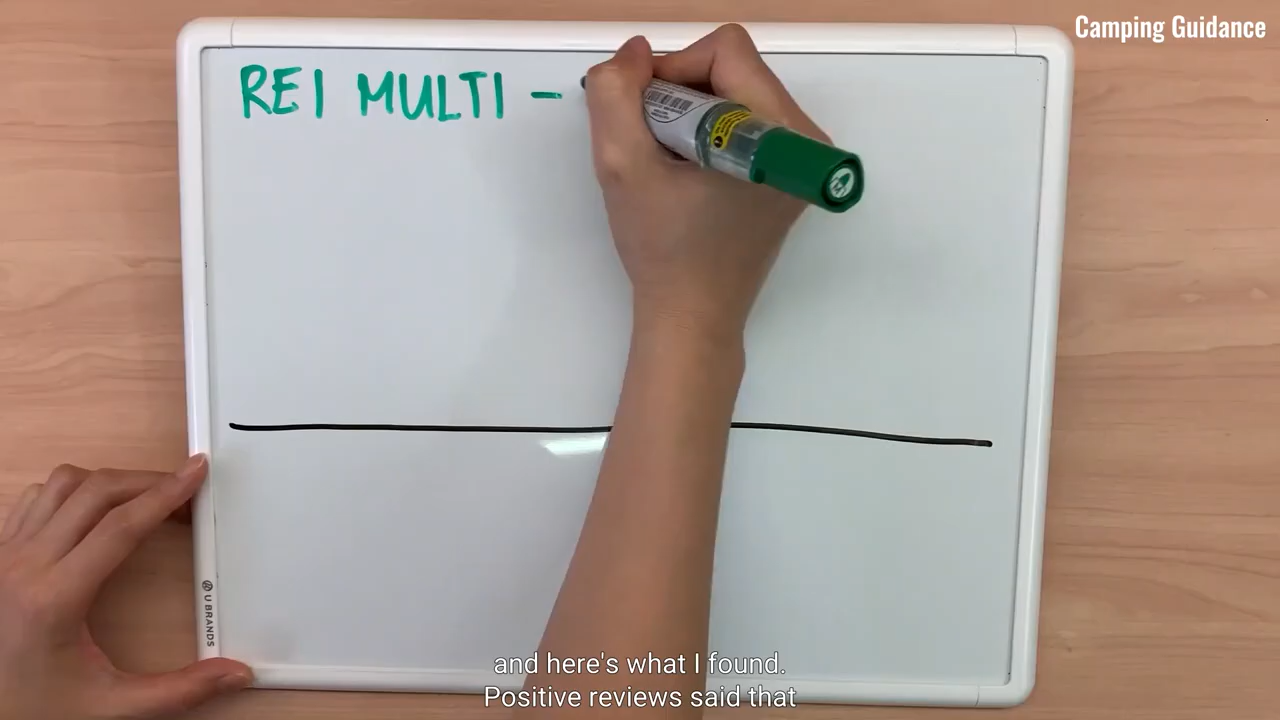 Camping Guidance
REI MULTI -
U BRANDS
and here's what I found.
Positive reviews said that